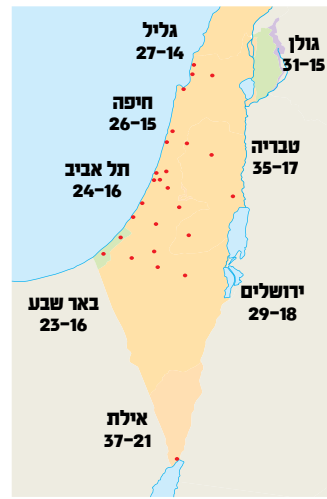 גליל
27-14
גולן
31-15
חיפה
26-15
טבריה
35-17
תל אביב
24-16
ירושלים
29-18
באר שבע
23-16
אילת
37-21